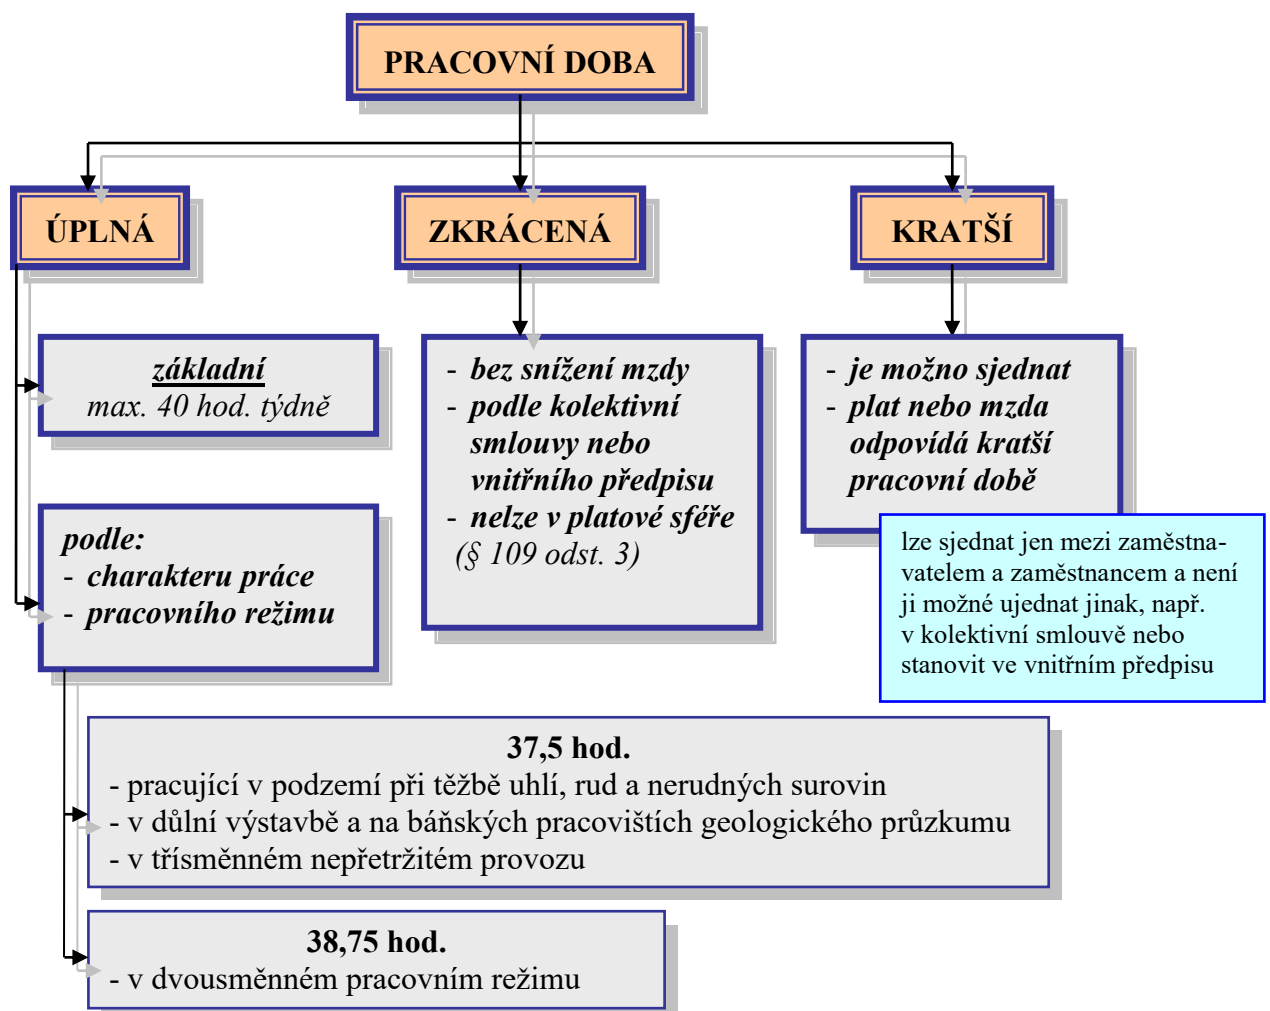 PRACOVNÍ DOBA
ÚPLNÁ
ZKRÁCENÁ
KRATŠÍ
základní
max. 40 hod. týdně
podle:
- charakteru práce
- pracovního režimu
- bez snížení mzdy
- podle kolektivní
smlouvy nebo
vnitřního předpisu
- nelze v platové sféře
(§ 109 odst. 3)
- je možno sjednat
- plat nebo mzda
odpovídá kratší
pracovní době
lze sjednat jen mezi zaměstna-
vatelem a zaměstnancem a není
ji možné ujednat jinak, např.
v kolektivní smlouvě nebo
stanovit ve vnitřním předpisu
37,5 hod.
- pracující v podzemí při těžbě uhlí, rud a nerudných surovin
- v důlní výstavbě a na báňských pracovištích geologického průzkumu
- v třísměnném nepřetržitém provozu
38,75 hod.
- v dvousměnném pracovním režimu